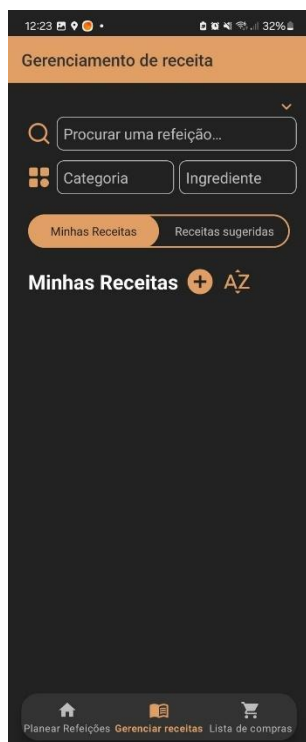 12:23 32%
Gerenciamento de receita
Procurar uma refeição...
Categoria Ingrediente
Minhas Receitas Receitas sugeridas
Minhas Receitas AZ
Planear Refeições Gerenciar receitas Lista de compras